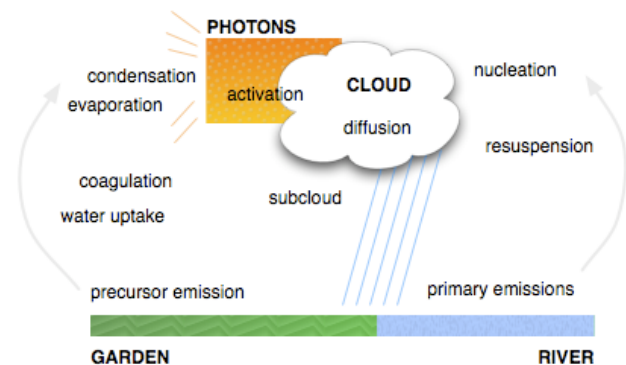 PHOTONS
condensation
evaporation
activation
CLOUD
diffusion
nucleation
resuspension
coagulation
water uptake
subcloud
precursor emission
primary emissions
GARDEN
RIVER